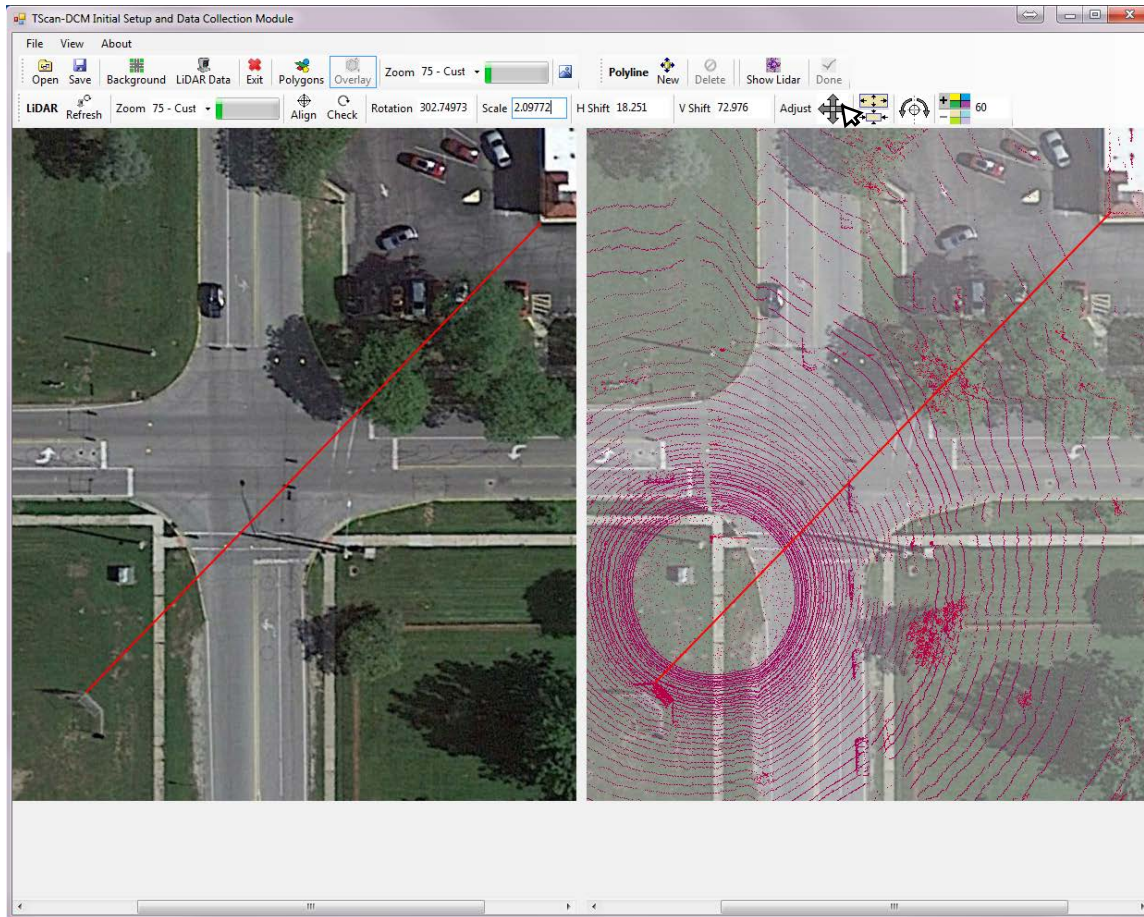 TScan-DCM Initial Setup and Data Collection Module
File View About
Open Save Background LiDAR Data Exit Polygons Overlay Zoom 75 - Cust Polyline New Delete Show Lidar Done
LiDAR Refresh Zoom 75 - Cust Align Check Rotation 302.74973 Scale 2.09772 H Shift 18.251 V Shift 72.976 Adjust 60